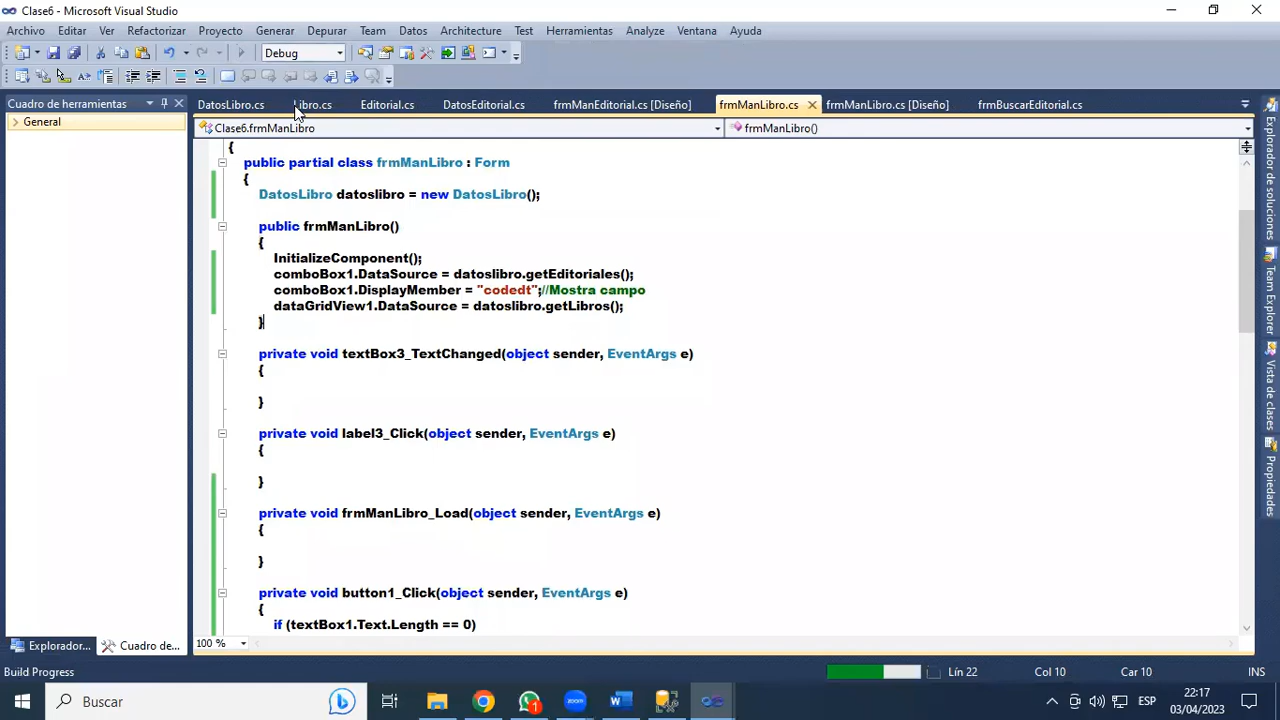 Clase6 - Microsoft Visual Studio
Archivo Editar Ver Refactorizar Proyecto Generar Depurar Team Datos Architecture Test Herramientas Analyze Ventana Ayuda
Debug
Cuadro de herramientas
DatosLibro.cs Libro.cs Editorial.cs DatosEditorial.cs frmManEditorial.cs [Diseño] frmManLibro.cs frmManLibro.cs [Diseño] frmBuscarEditorial.cs
General
Clase6.frmManLibro frmManLibro()
{
public partial class frmManLibro : Form
{
DatosLibro datoslibro = new DatosLibro();
public frmManLibro()
{
InitializeComponent();
comboBox1.DataSource = datoslibro.getEditoriales();
comboBox1.DisplayMember = "codedt";//Mostra campo
dataGridView1.DataSource = datoslibro.getLibros();
}
private void textBox3_TextChanged(object sender, EventArgs e)
{
}
private void label3_Click(object sender, EventArgs e)
{
}
private void frmManLibro_Load(object sender, EventArgs e)
{
}
private void button1_Click(object sender, EventArgs e)
{
if (textBox1.Text.Length == 0)
100 %
Explorador de soluciones
Team Explorer
Vista de clases
Propiedades
Explorador... Cuadro de...
Build Progress Lín 22 Col 10 Car 10 INS
Buscar
1
zoom
ESP
22:17
03/04/2023